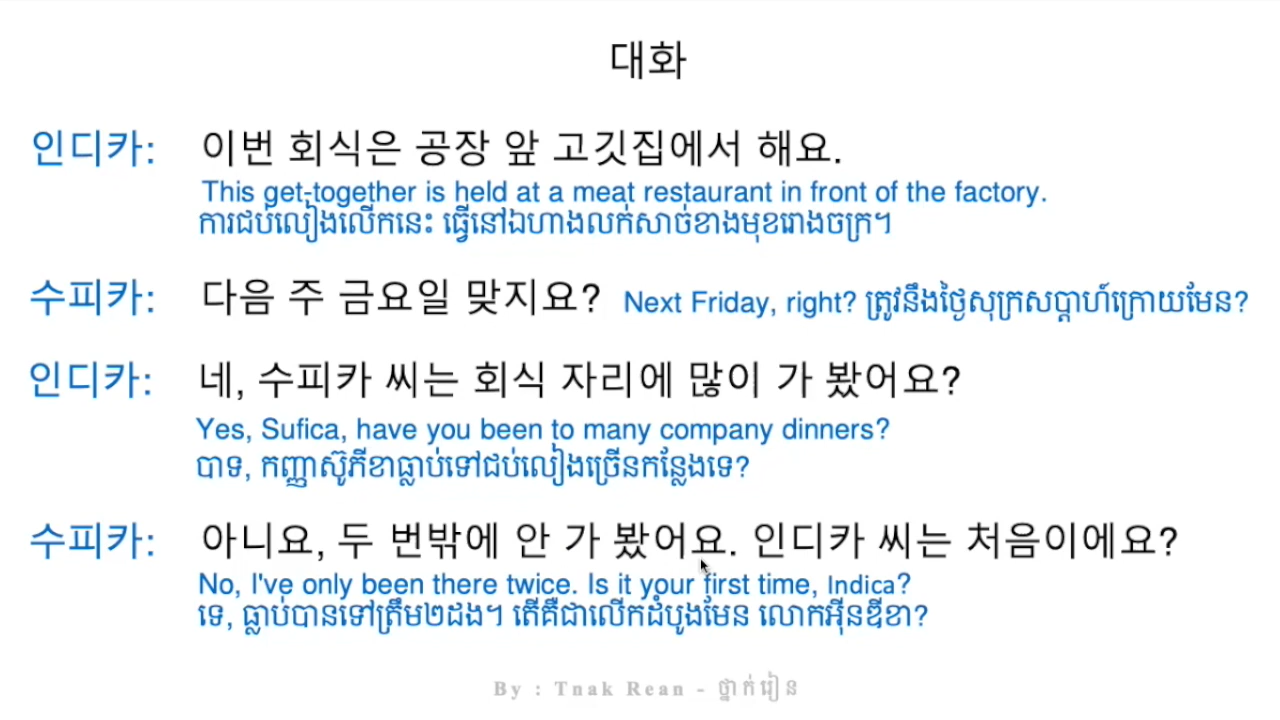 대화
인디카: 이번 회식은 공장 앞 고깃집에서 해요.
This get-together is held at a meat restaurant in front of the factory.
ការជប់លៀងលើកនេះ ធ្វើនៅឯហាងលក់សាច់ខាងមុខរោងចក្រ។
수피카: 다음 주 금요일 맞지요? Next Friday, right? ត្រូវនឹងថ្ងៃសុក្រសប្តាហ៍ក្រោយមែន?
인디카: 네, 수피카 씨는 회식 자리에 많이 가 봤어요?
Yes, Sufica, have you been to many company dinners?
បាទ, កញ្ញាស៊ូភីខាធ្លាប់ទៅជប់លៀងច្រើនកន្លែងទេ?
수피카: 아니요, 두 번밖에 안 가 봤어요. 인디카 씨는 처음이에요?
No, I've only been there twice. Is it your first time, Indica?
ទេ, ធ្លាប់បានទៅត្រឹម២ដង។ តើគឺជាលើកដំបូងមែន លោកអ៊ីនឌីខា?
By : Tnak Rean - ថ្នាក់រៀន